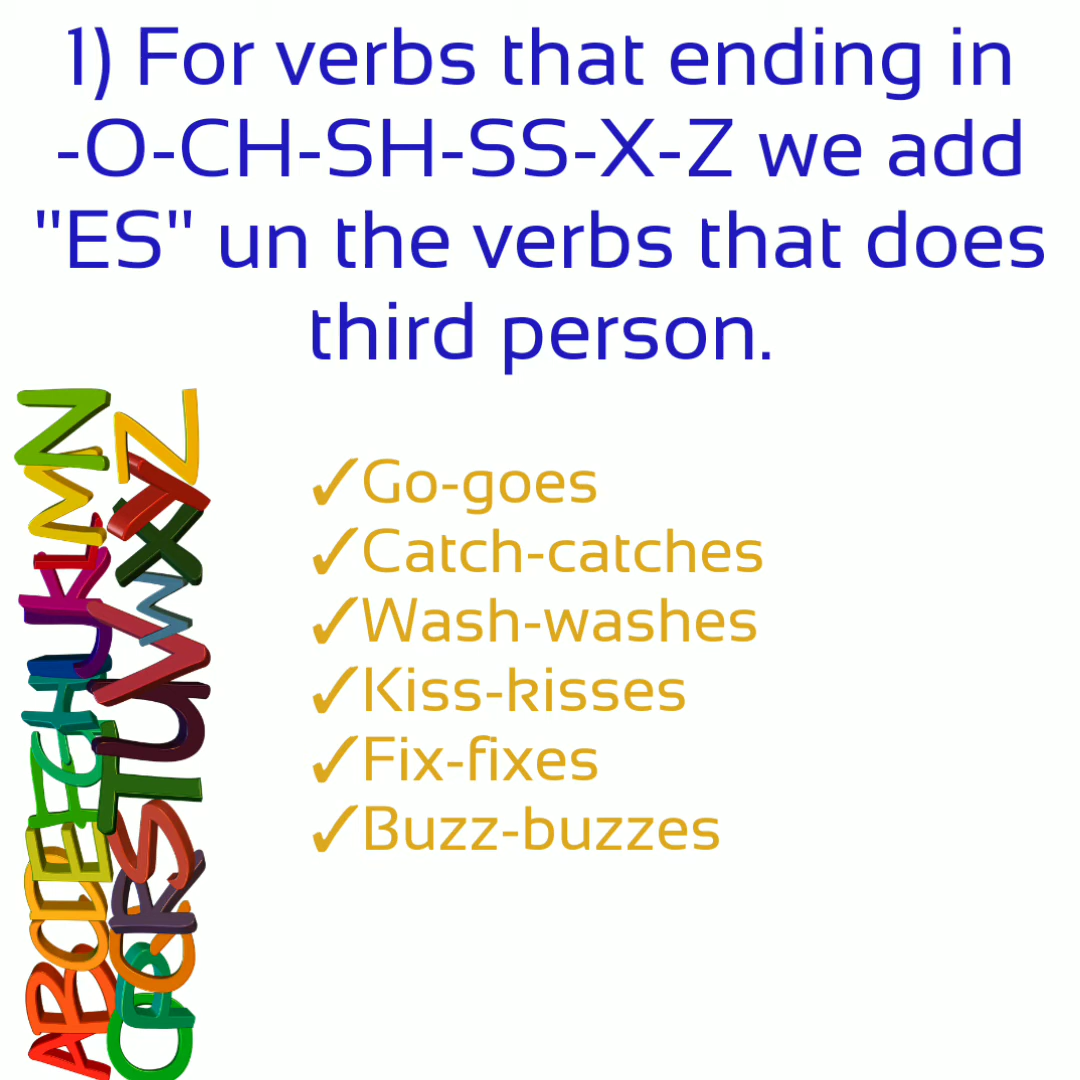 1) For verbs that ending in
-O-CH-SH-SS-X-Z we add
"ES" un the verbs that does
third person.
✓Go-goes
✓Catch-catches
✓Wash-washes
✓Kiss-kisses
✓Fix-fixes
✓Buzz-buzzes